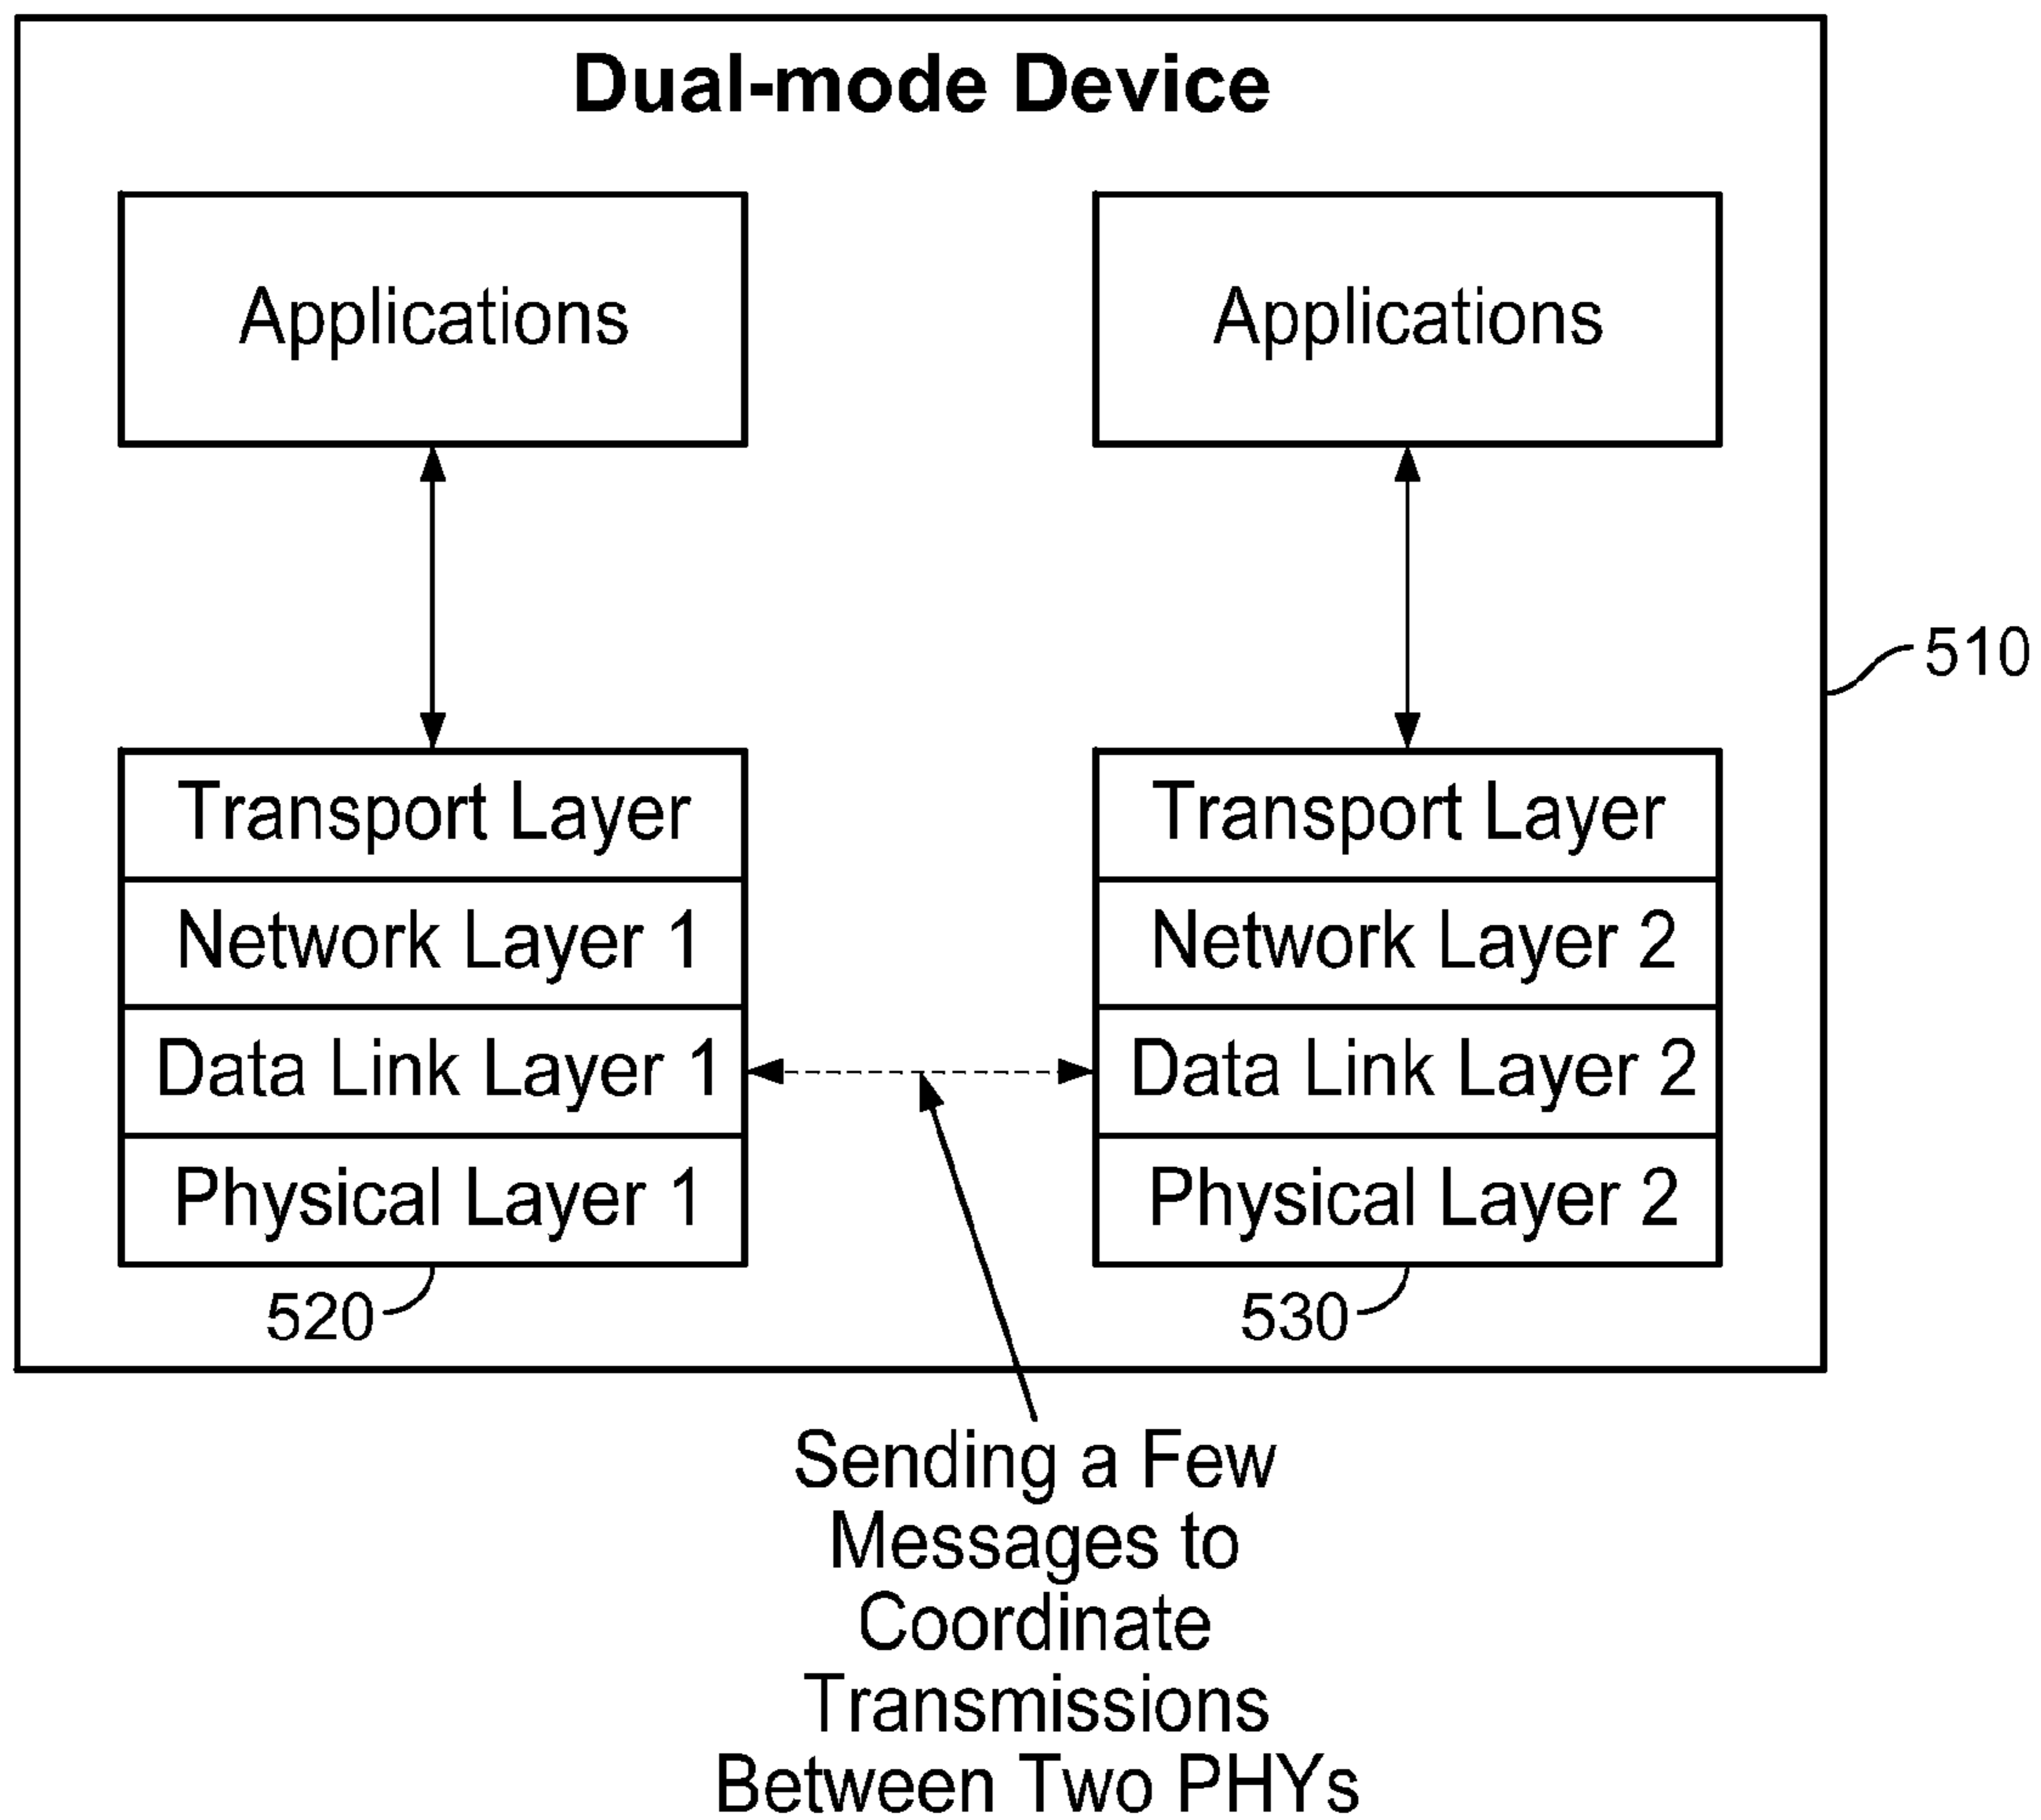 Dual-mode Device
Applications
Applications
510
Transport Layer
Network Layer 1
Data Link Layer 1
Physical Layer 1
520
Transport Layer
Network Layer 2
Data Link Layer 2
Physical Layer 2
530
Sending a Few
Messages to
Coordinate
Transmissions
Between Two PHYs